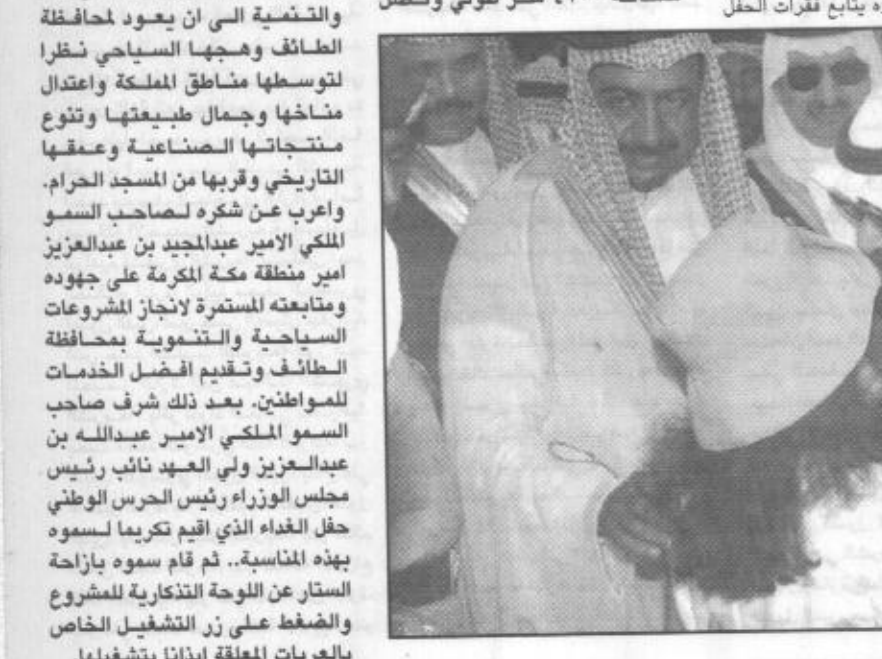 ه يتابع فقرات الحفل
والتنمية الى ان يعود لمحافظة
الطائف وهجها السياحي نظرا
لتوسطها مناطق المملكة واعتدال
مناخها وجمال طبيعتها وتنوع
منتجاتها الصناعية وعمقها
التاريخي وقربها من المسجد الحرام.
واعرب عن شكره لصاحب السمو
الملكي الامير عبدالمجيد بن عبدالعزيز
امير منطقة مكة المكرمة على جهوده
ومتابعته المستمرة لانجاز المشروعات
السياحية والتنموية بمحافظة
الطائف وتقديم افضل الخدمات
للمواطنين. بعد ذلك شرف صاحب
السمو الملكي الامير عبدالله بن
عبدالعزيز ولي العهد نائب رئيس
مجلس الوزراء رئيس الحرس الوطني
حفل الغداء الذي اقيم تكريما لسموه
بهذه المناسبة.. ثم قام سموه بازاحة
الستار عن اللوحة التذكارية للمشروع
والضغط على زر التشغيل الخاص
بالعربات المعلقة ايذانا بتشغيلها